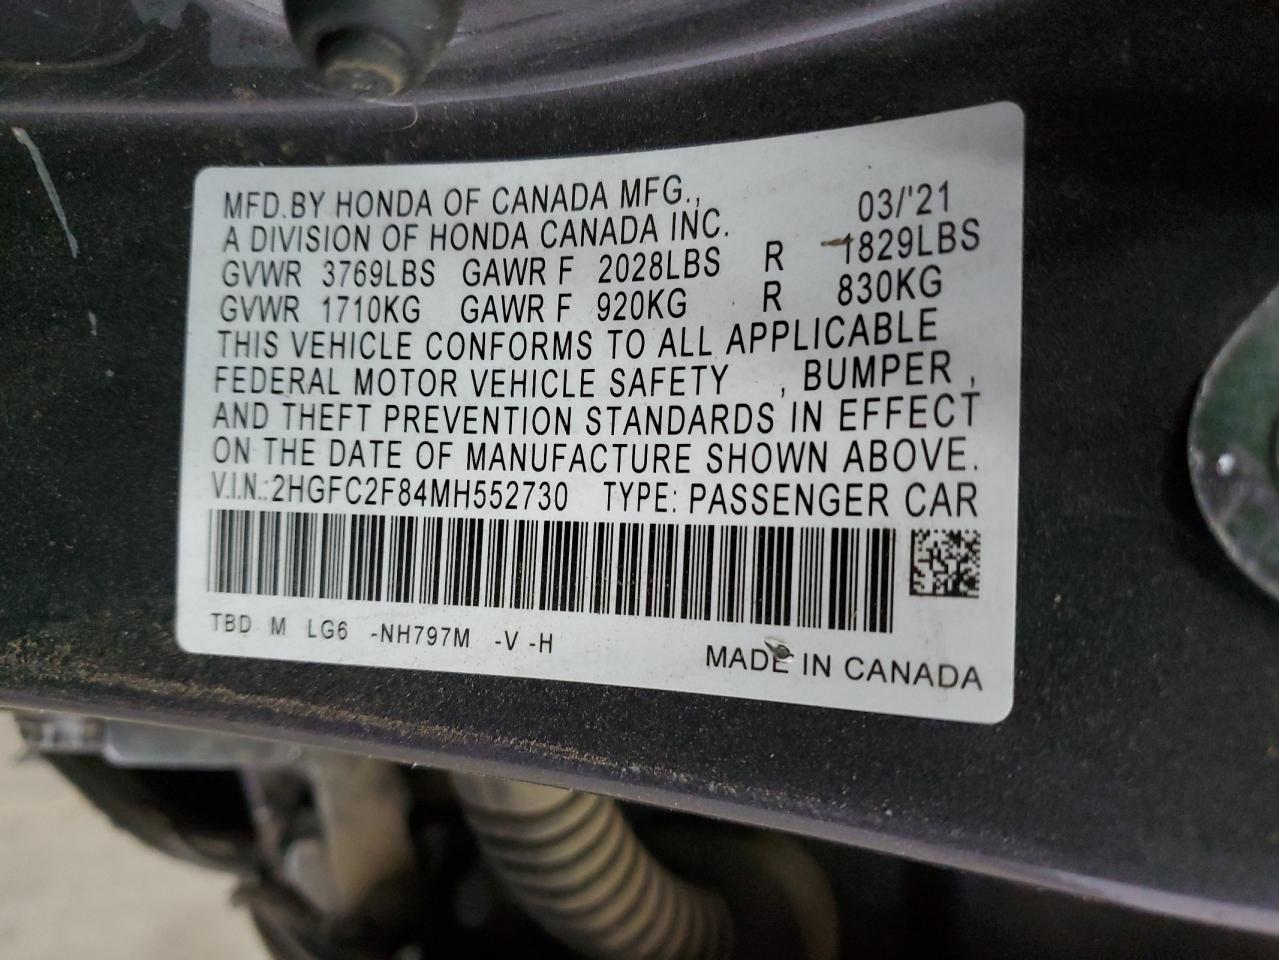 MFD.BY HONDA OF CANADA MFG., 03/'21
A DIVISION OF HONDA CANADA INC.
GVWR 3769LBS GAWR F 2028LBS R 1829LBS
GVWR 1710KG GAWR F 920KG R 830KG
THIS VEHICLE CONFORMS TO ALL APPLICABLE
FEDERAL MOTOR VEHICLE SAFETY , BUMPER ,
AND THEFT PREVENTION STANDARDS IN EFFECT
ON THE DATE OF MANUFACTURE SHOWN ABOVE.
V.I.N.:2HGFC2F84MH552730 TYPE: PASSENGER CAR
TBD M LG6 -NH797M -V -H
MADE IN CANADA